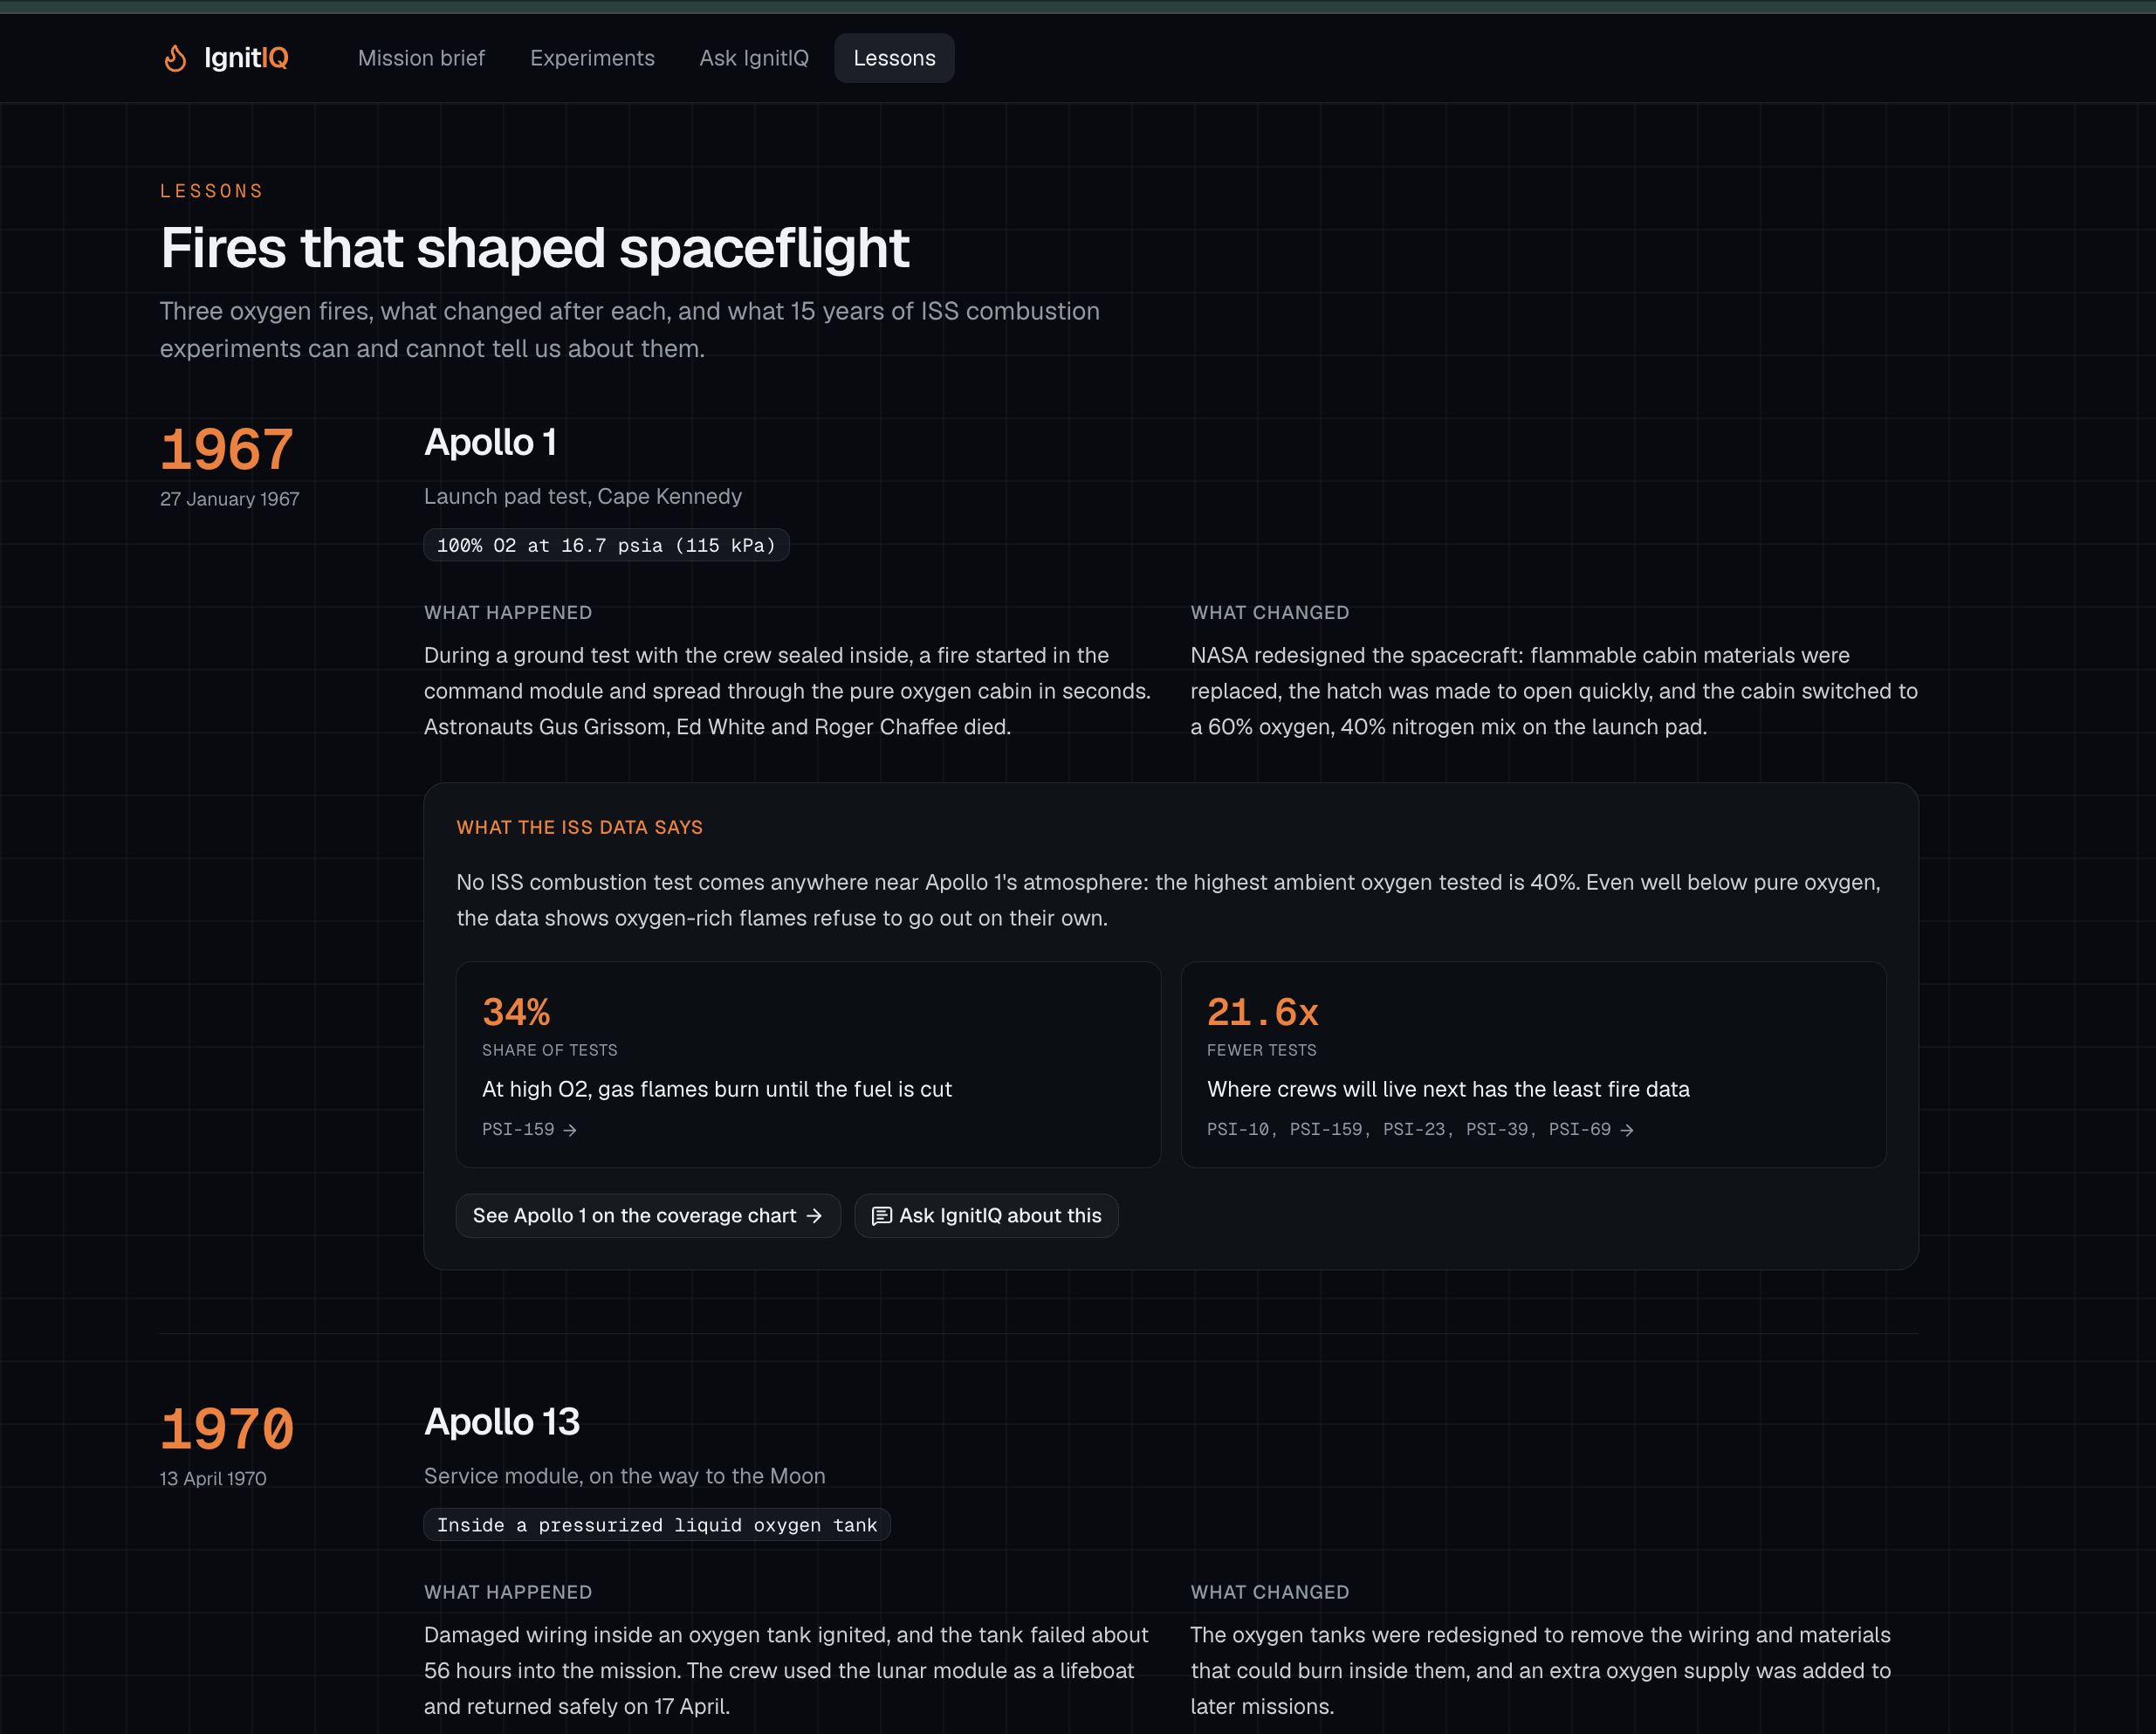 IgnitIQ
Mission brief
Experiments
Ask IgnitIQ
Lessons
LESSONS
Fires that shaped spaceflight
Three oxygen fires, what changed after each, and what 15 years of ISS combustion
experiments can and cannot tell us about them.
1967
27 January 1967
Apollo 1
Launch pad test, Cape Kennedy
100% O2 at 16.7 psia (115 kPa)
WHAT HAPPENED
During a ground test with the crew sealed inside, a fire started in the
command module and spread through the pure oxygen cabin in seconds.
Astronauts Gus Grissom, Ed White and Roger Chaffee died.
WHAT CHANGED
NASA redesigned the spacecraft: flammable cabin materials were
replaced, the hatch was made to open quickly, and the cabin switched to
a 60% oxygen, 40% nitrogen mix on the launch pad.
WHAT THE ISS DATA SAYS
No ISS combustion test comes anywhere near Apollo 1's atmosphere: the highest ambient oxygen tested is 40%. Even well below pure oxygen,
the data shows oxygen-rich flames refuse to go out on their own.
34%
SHARE OF TESTS
At high O2, gas flames burn until the fuel is cut
PSI-159 →
21.6x
FEWER TESTS
Where crews will live next has the least fire data
PSI-10, PSI-159, PSI-23, PSI-39, PSI-69 →
See Apollo 1 on the coverage chart →
Ask IgnitIQ about this
1970
13 April 1970
Apollo 13
Service module, on the way to the Moon
Inside a pressurized liquid oxygen tank
WHAT HAPPENED
Damaged wiring inside an oxygen tank ignited, and the tank failed about
56 hours into the mission. The crew used the lunar module as a lifeboat
and returned safely on 17 April.
WHAT CHANGED
The oxygen tanks were redesigned to remove the wiring and materials
that could burn inside them, and an extra oxygen supply was added to
later missions.